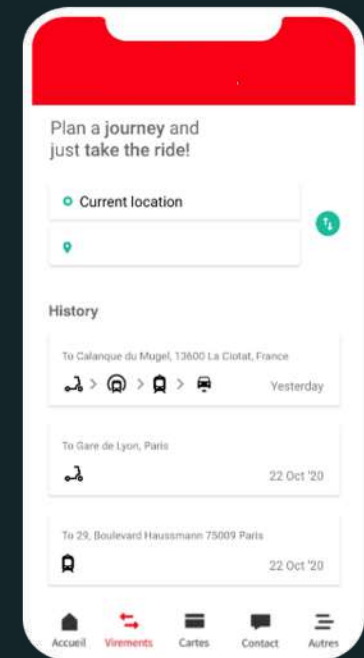 Plan a journey and
just take the ride!
Current location
History
To Calanque du Mugel, 13600 La Ciotat, France
Yesterday
To Gare de Lyon, Paris
22 Oct '20
To 29, Boulevard Haussmann 75009 Paris
22 Oct '20
Accueil Virements Cartes Contact Autres